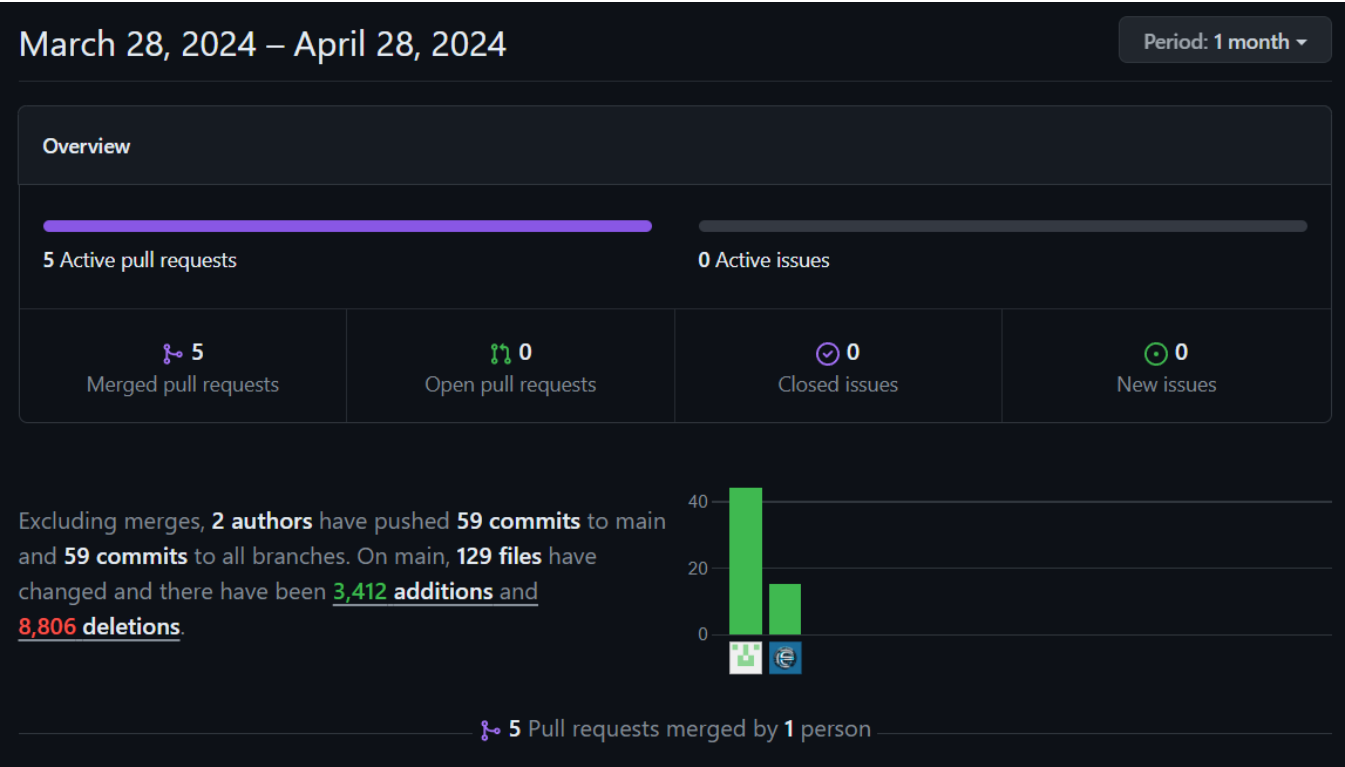 March 28, 2024 – April 28, 2024
Period: 1 month
Overview
5 Active pull requests
0 Active issues
5
Merged pull requests
0
Open pull requests
0
Closed issues
0
New issues
Excluding merges, 2 authors have pushed 59 commits to main
and 59 commits to all branches. On main, 129 files have
changed and there have been 3,412 additions and
8,806 deletions.
40
20
0
5 Pull requests merged by 1 person